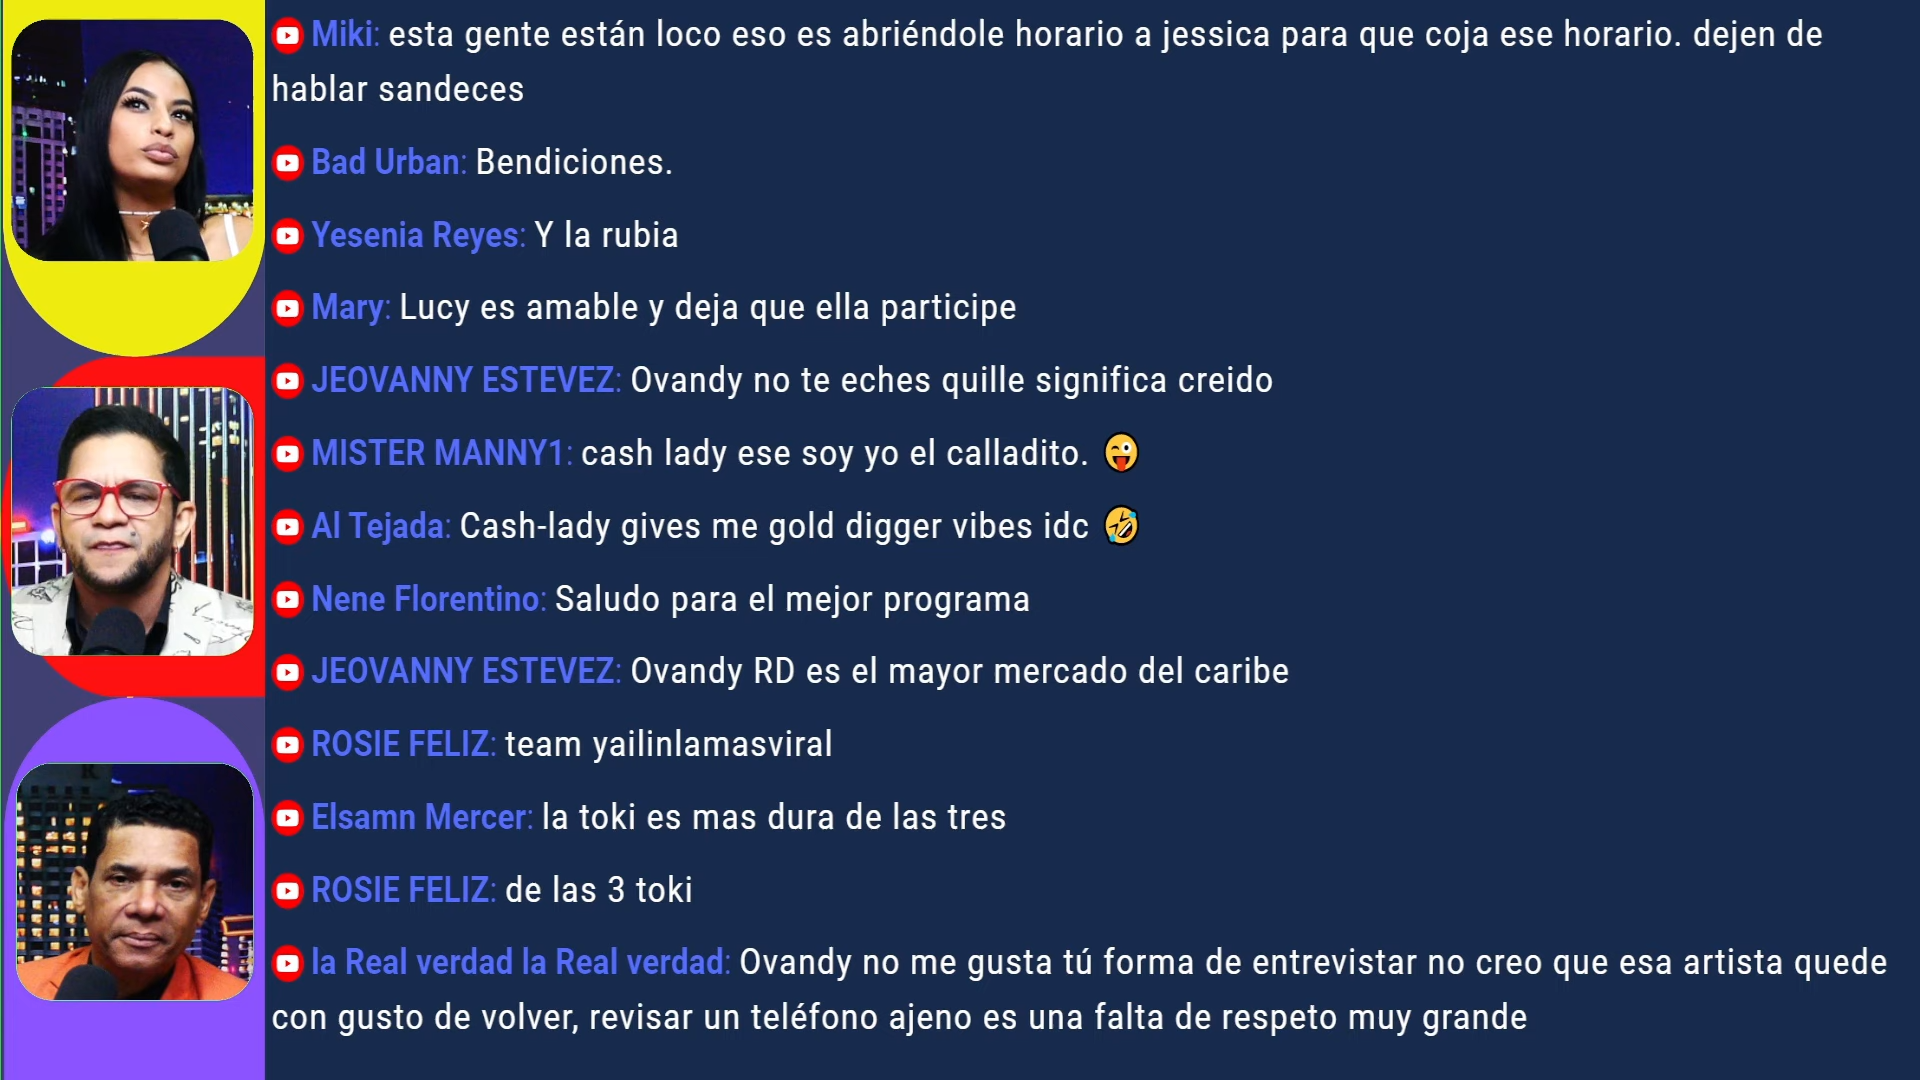 Miki: esta gente están loco eso es abriéndole horario a jessica para que coja ese horario. dejen de
hablar sandeces
Bad Urban: Bendiciones.
Yesenia Reyes: Y la rubia
Mary: Lucy es amable y deja que ella participe
JEOVANNY ESTEVEZ: Ovandy no te eches quille significa creido
MISTER MANNY1: cash lady ese soy yo el calladito. 😜
Al Tejada: Cash-lady gives me gold digger vibes idc 🤣
Nene Florentino: Saludo para el mejor programa
JEOVANNY ESTEVEZ: Ovandy RD es el mayor mercado del caribe
ROSIE FELIZ: team yailinlamasviral
Elsamn Mercer: la toki es mas dura de las tres
ROSIE FELIZ: de las 3 toki
la Real verdad la Real verdad: Ovandy no me gusta tú forma de entrevistar no creo que esa artista quede
con gusto de volver, revisar un teléfono ajeno es una falta de respeto muy grande